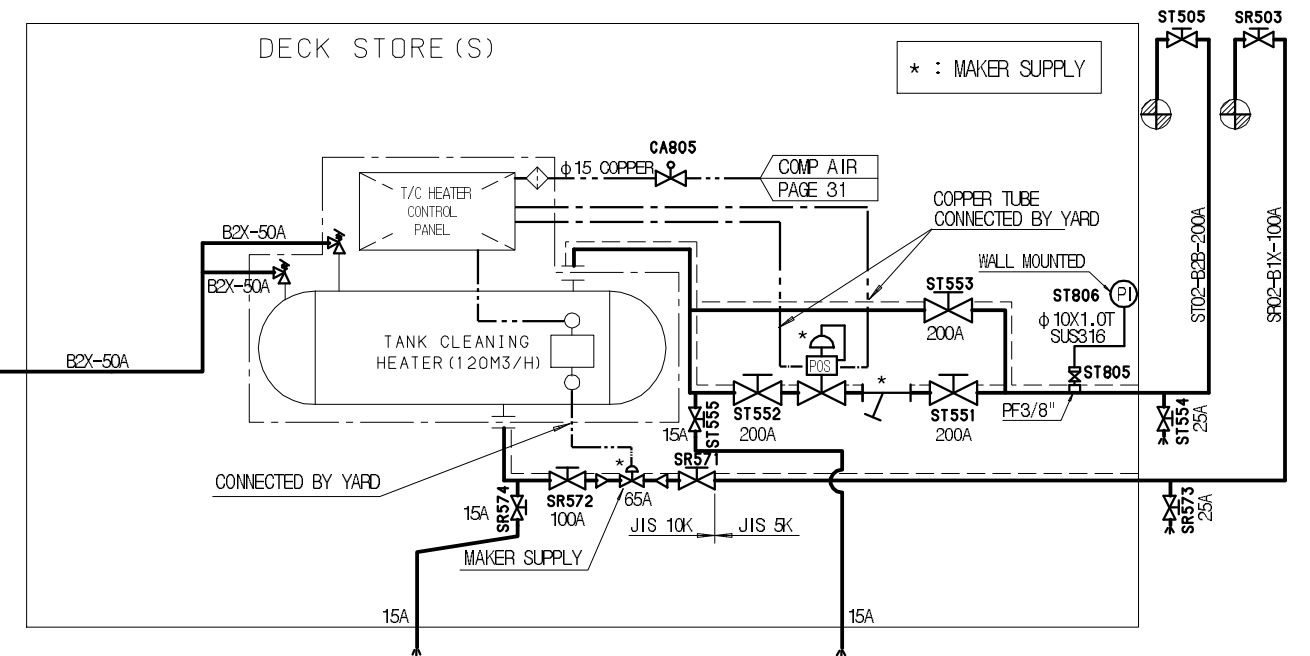 ST505
SR503
DECK STORE(S)
* : MAKER SUPPLY
CA805
ϕ15 COPPER
COMP AIR
PAGE 31
T/C HEATER
CONTROL
PANEL
COPPER TUBE
CONNECTED BY YARD
B2X-50A
B2X-50A
WALL MOUNTED
ST553
ST806
PI
200A
ϕ10X1.0T
SUS316
ST02-B2B-200A
SR02-B1X-100A
TANK CLEANING
HEATER(120M3/H)
B2X-50A
*
POS
*
ST805
ST552
200A
ST551
200A
PF3/8"
ST554
25A
15A
ST555
CONNECTED BY YARD
*
SR571
SR574
15A
SR572
100A
65A
SR573
25A
JIS 10K
JIS 5K
MAKER SUPPLY
15A
15A